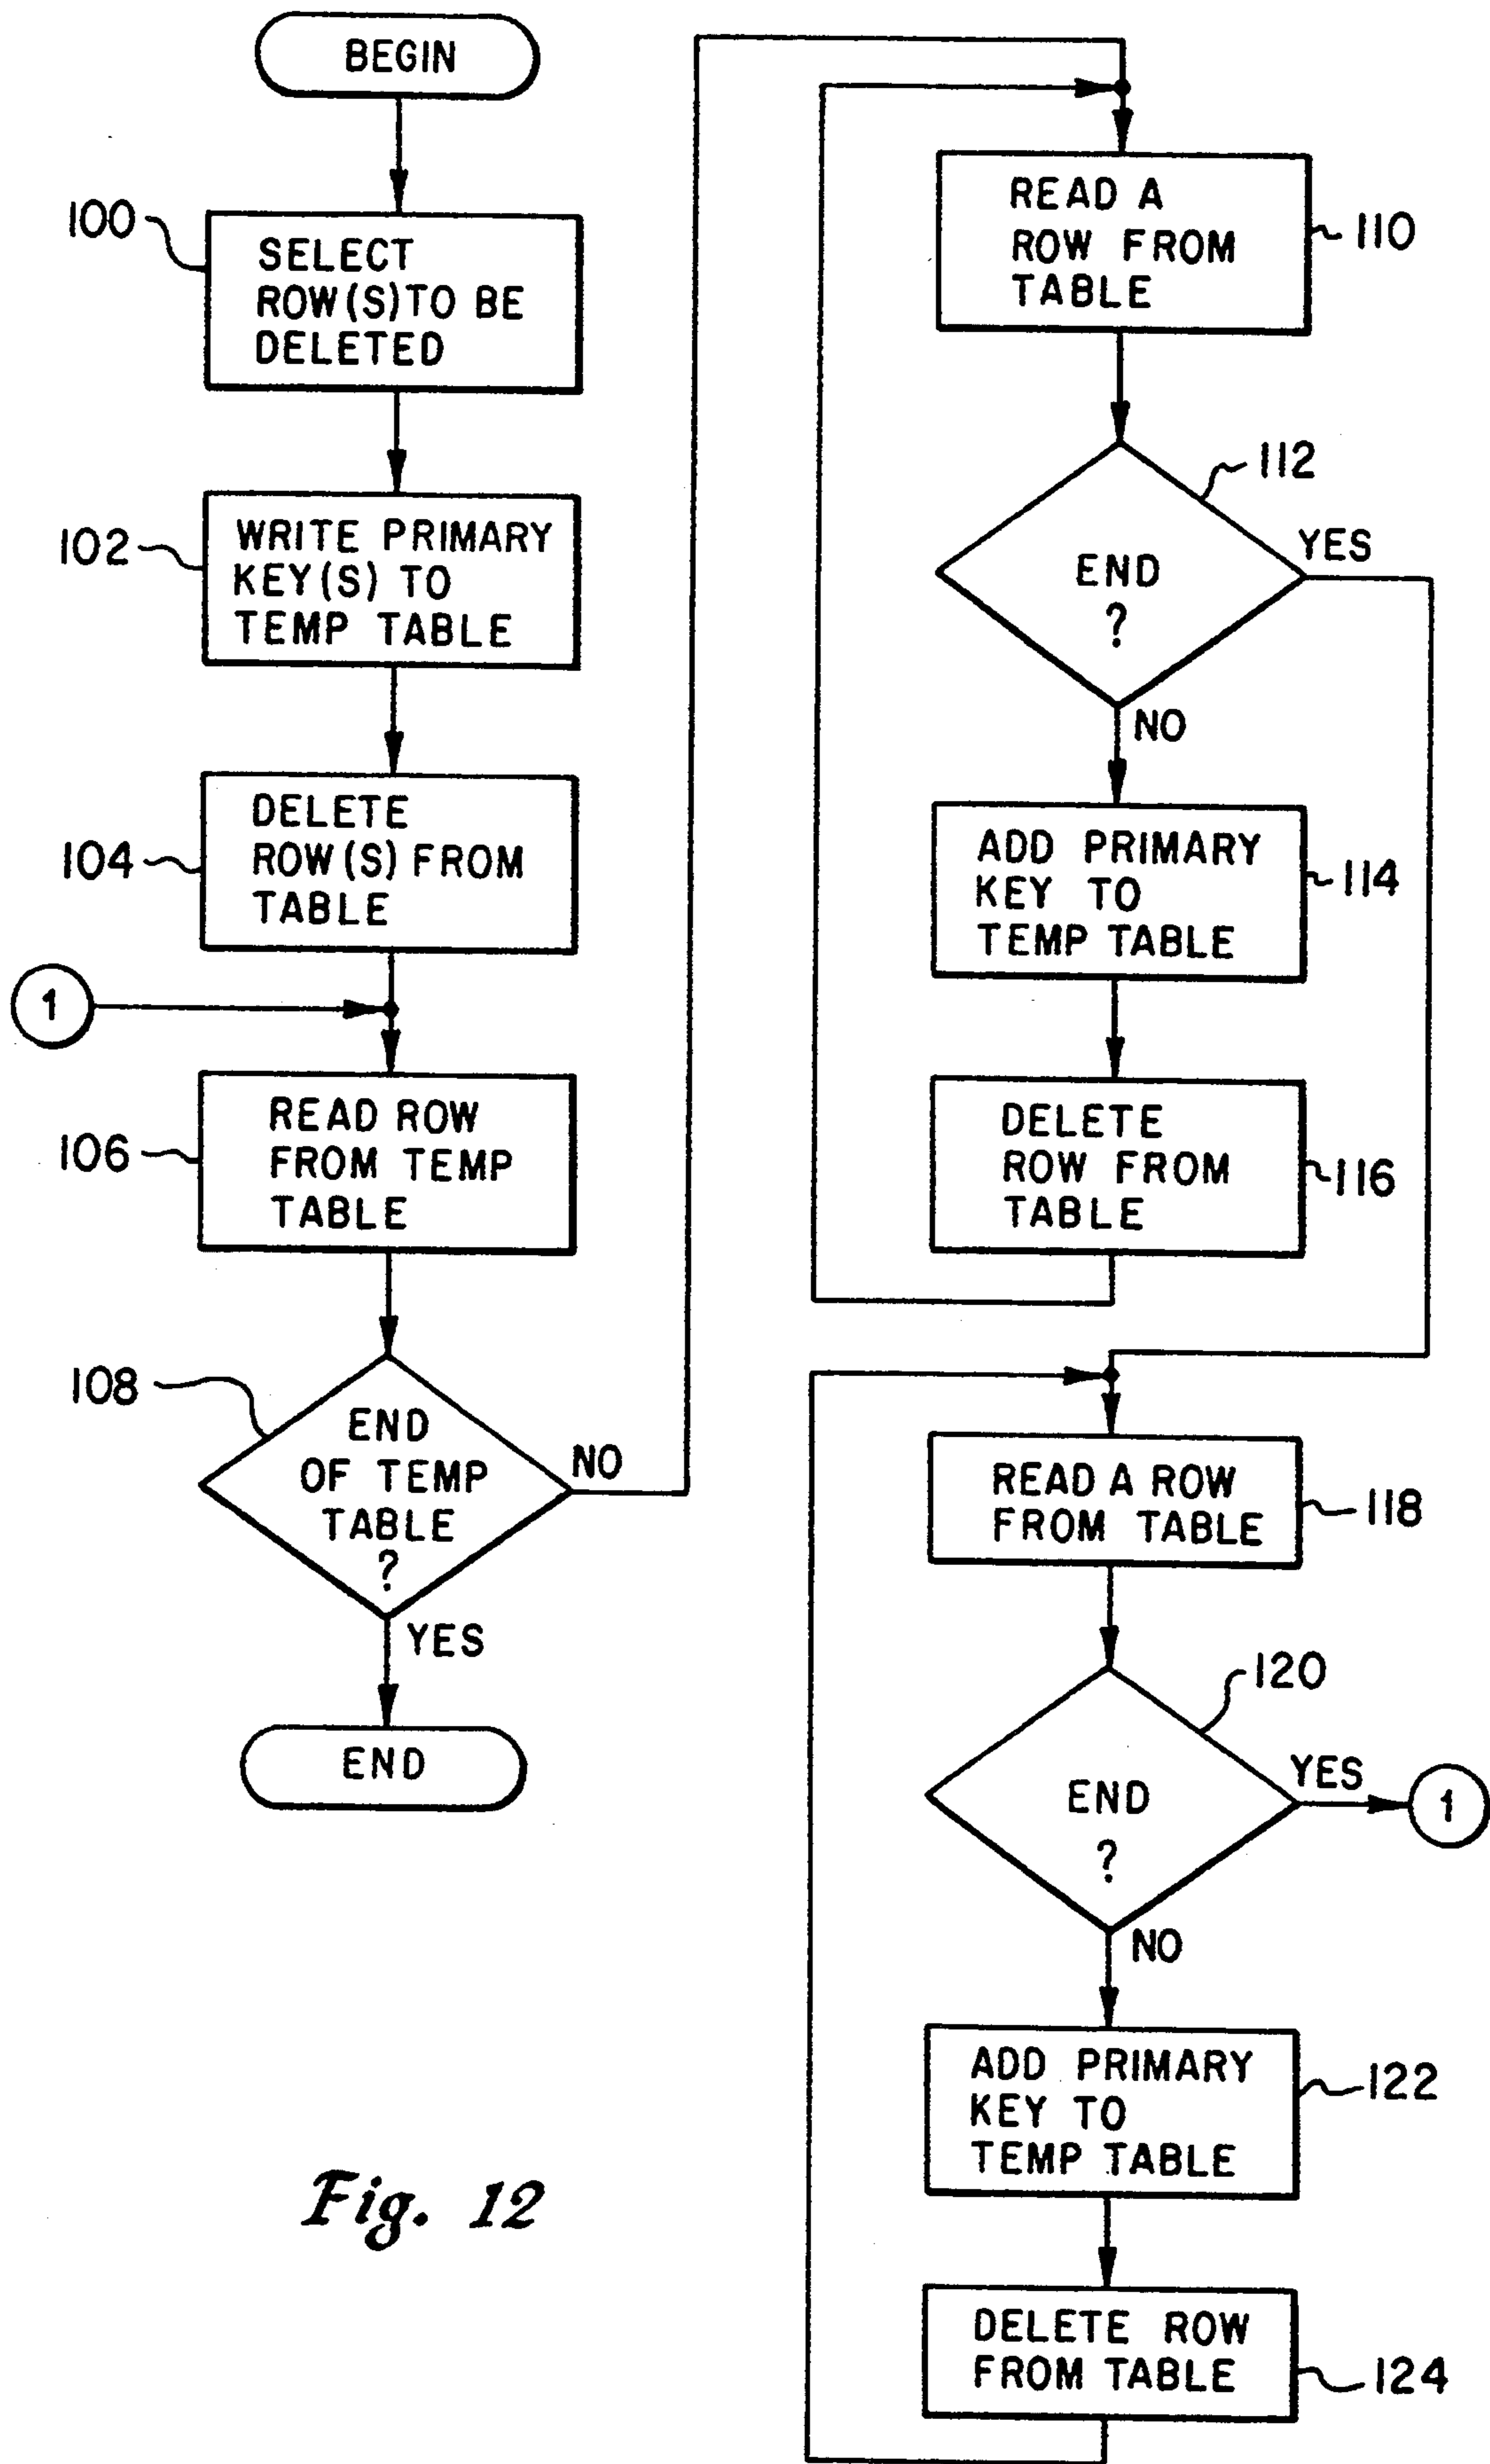 BEGIN
100
SELECT
ROW(S) TO BE
DELETED
102
WRITE PRIMARY
KEY(S) TO
TEMP TABLE
104
DELETE
ROW(S) FROM
TABLE
1
106
READ ROW
FROM TEMP
TABLE
108
END
OF TEMP
TABLE
?
NO
YES
END
READ A
ROW FROM
TABLE
110
112
END
?
YES
NO
ADD PRIMARY
KEY TO
TEMP TABLE
114
DELETE
ROW FROM
TABLE
116
READ A ROW
FROM TABLE
118
120
END
?
YES
1
NO
ADD PRIMARY
KEY TO
TEMP TABLE
122
DELETE ROW
FROM TABLE
124
Fig. 12